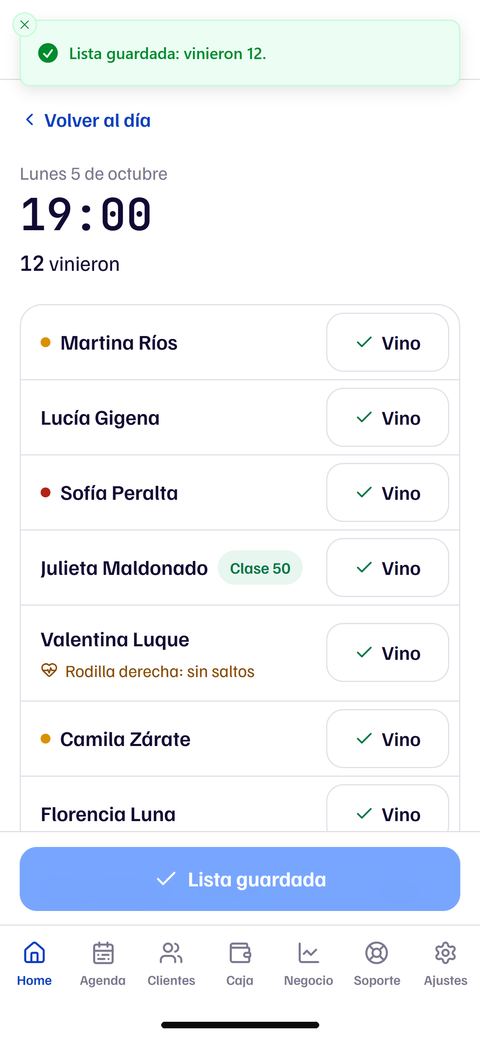 Lista guardada: vinieron 12.
Volver al día
Lunes 5 de octubre
19:00
12 vinieron
Martina Ríos
Vino
Lucía Gigena
Vino
Sofía Peralta
Vino
Julieta Maldonado
Clase 50
Vino
Valentina Luque
Rodilla derecha: sin saltos
Vino
Camila Zárate
Vino
Florencia Luna
Vino
Lista guardada
Home
Agenda
Clientes
Caja
Negocio
Soporte
Ajustes